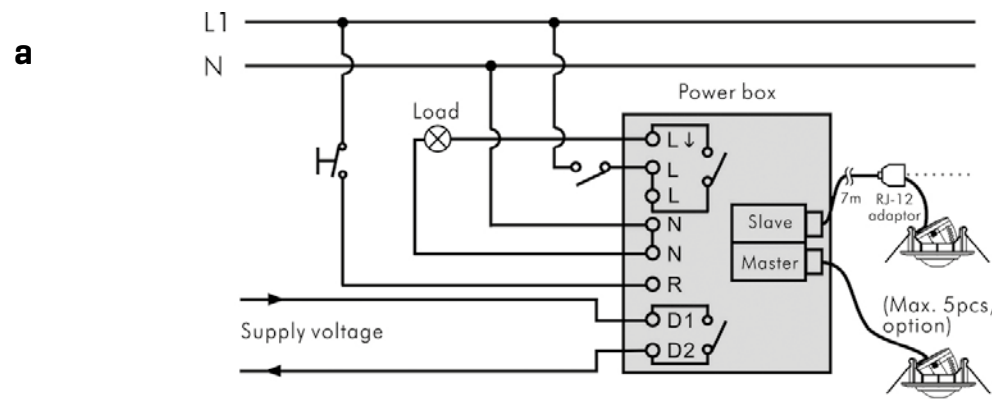 a
L1
N
Power box
Load
L ↓
L
L
N
N
R
D1
D2
Slave
Master
7m
RJ-12
adaptor
(Max. 5pcs,
option)
Supply voltage